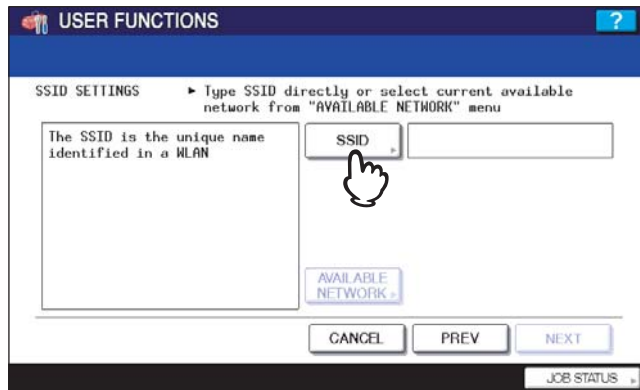 USER FUNCTIONS
?
SSID SETTINGS ► Type SSID directly or select current available
network from "AVAILABLE NETWORK" menu
The SSID is the unique name
identified in a WLAN
SSID
AVAILABLE
NETWORK
CANCEL PREV NEXT
JOB STATUS